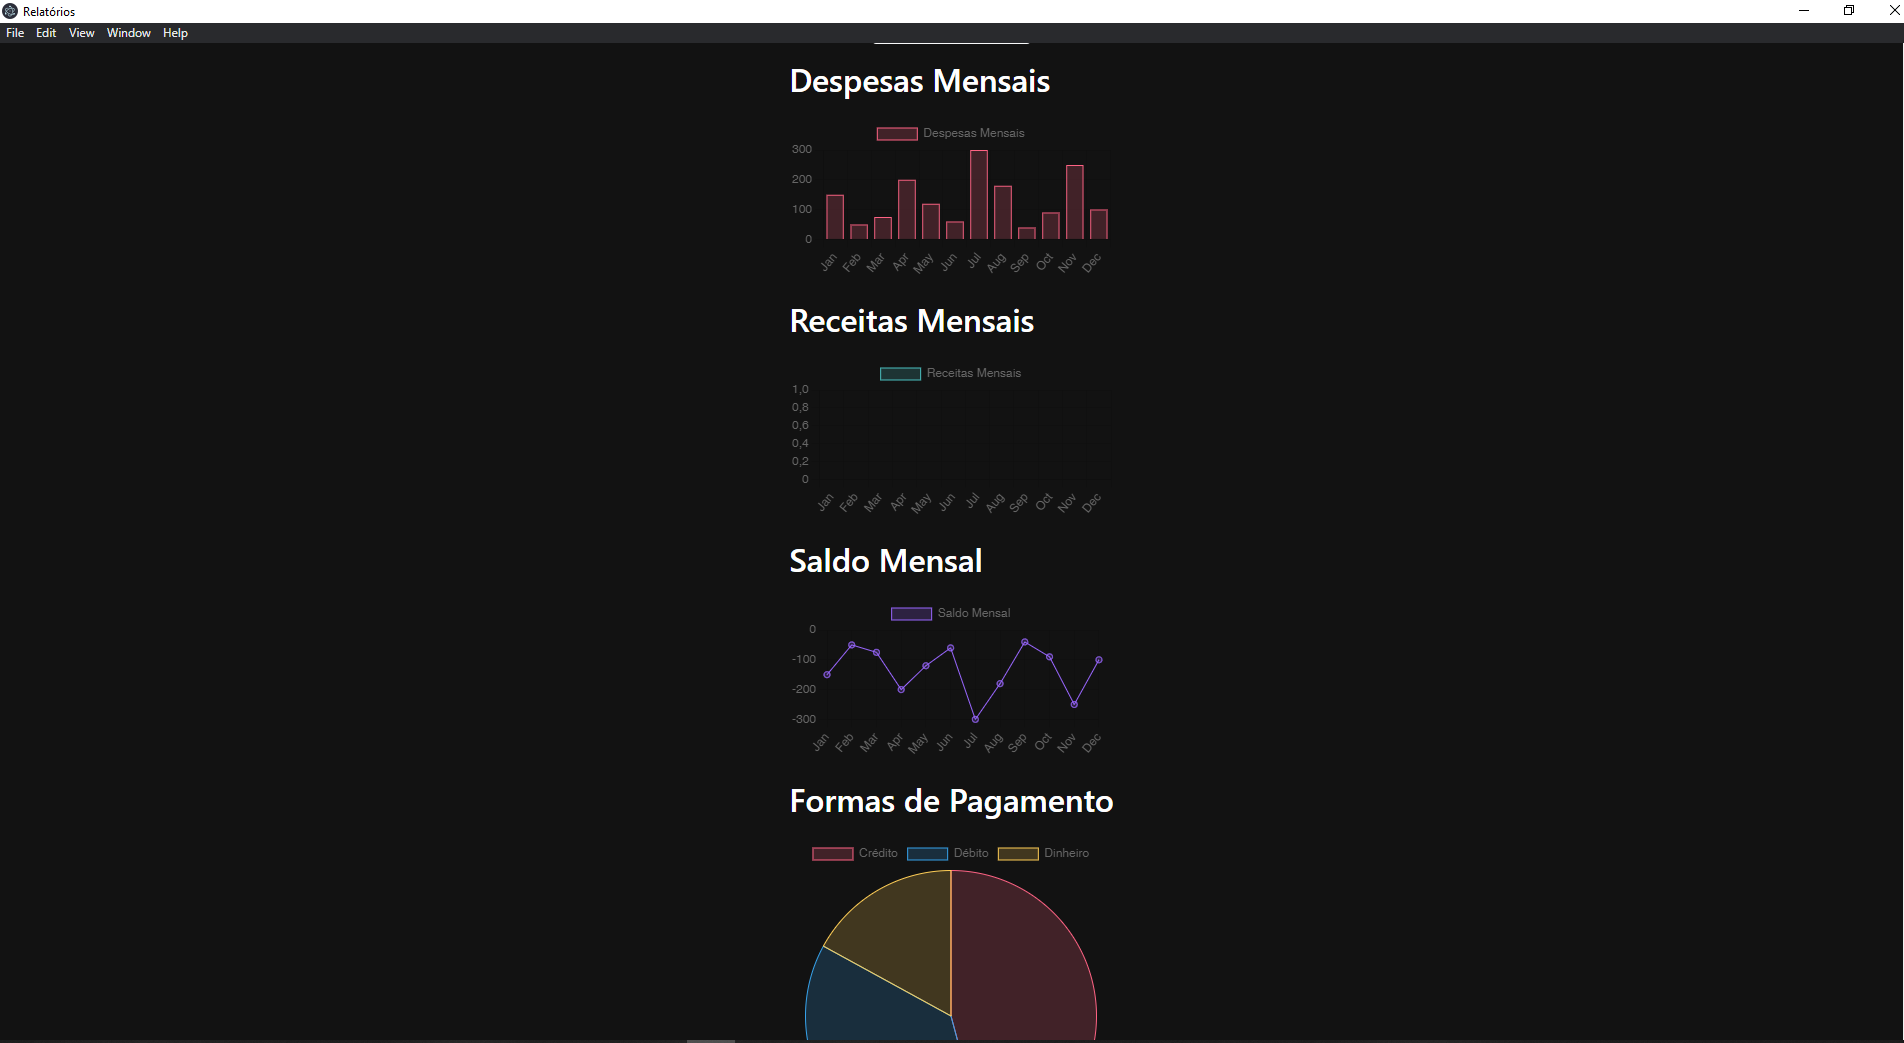 Relatórios
File Edit View Window Help
Despesas Mensais
Despesas Mensais
300
200
100
0
Jan Feb Mar Apr May Jun Jul Aug Sep Oct Nov Dec
Receitas Mensais
Receitas Mensais
1,0
0,8
0,6
0,4
0,2
0
Jan Feb Mar Apr May Jun Jul Aug Sep Oct Nov Dec
Saldo Mensal
Saldo Mensal
0
-100
-200
-300
Jan Feb Mar Apr May Jun Jul Aug Sep Oct Nov Dec
Formas de Pagamento
Crédito Débito Dinheiro